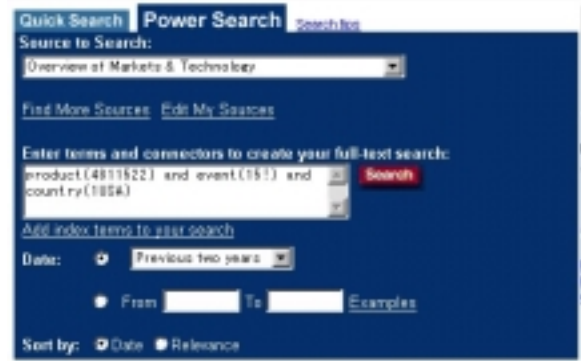 Quick Search Power Search Search tips
Source to Search:
Overview of Markets & Technology
Find More Sources Edit My Sources
Enter terms and connectors to create your full-text search:
product(4811522) and event(15!) and
country(1USA)
Search
Add index terms to your search
Date: Previous two years
From To Examples
Sort by: Date Relevance